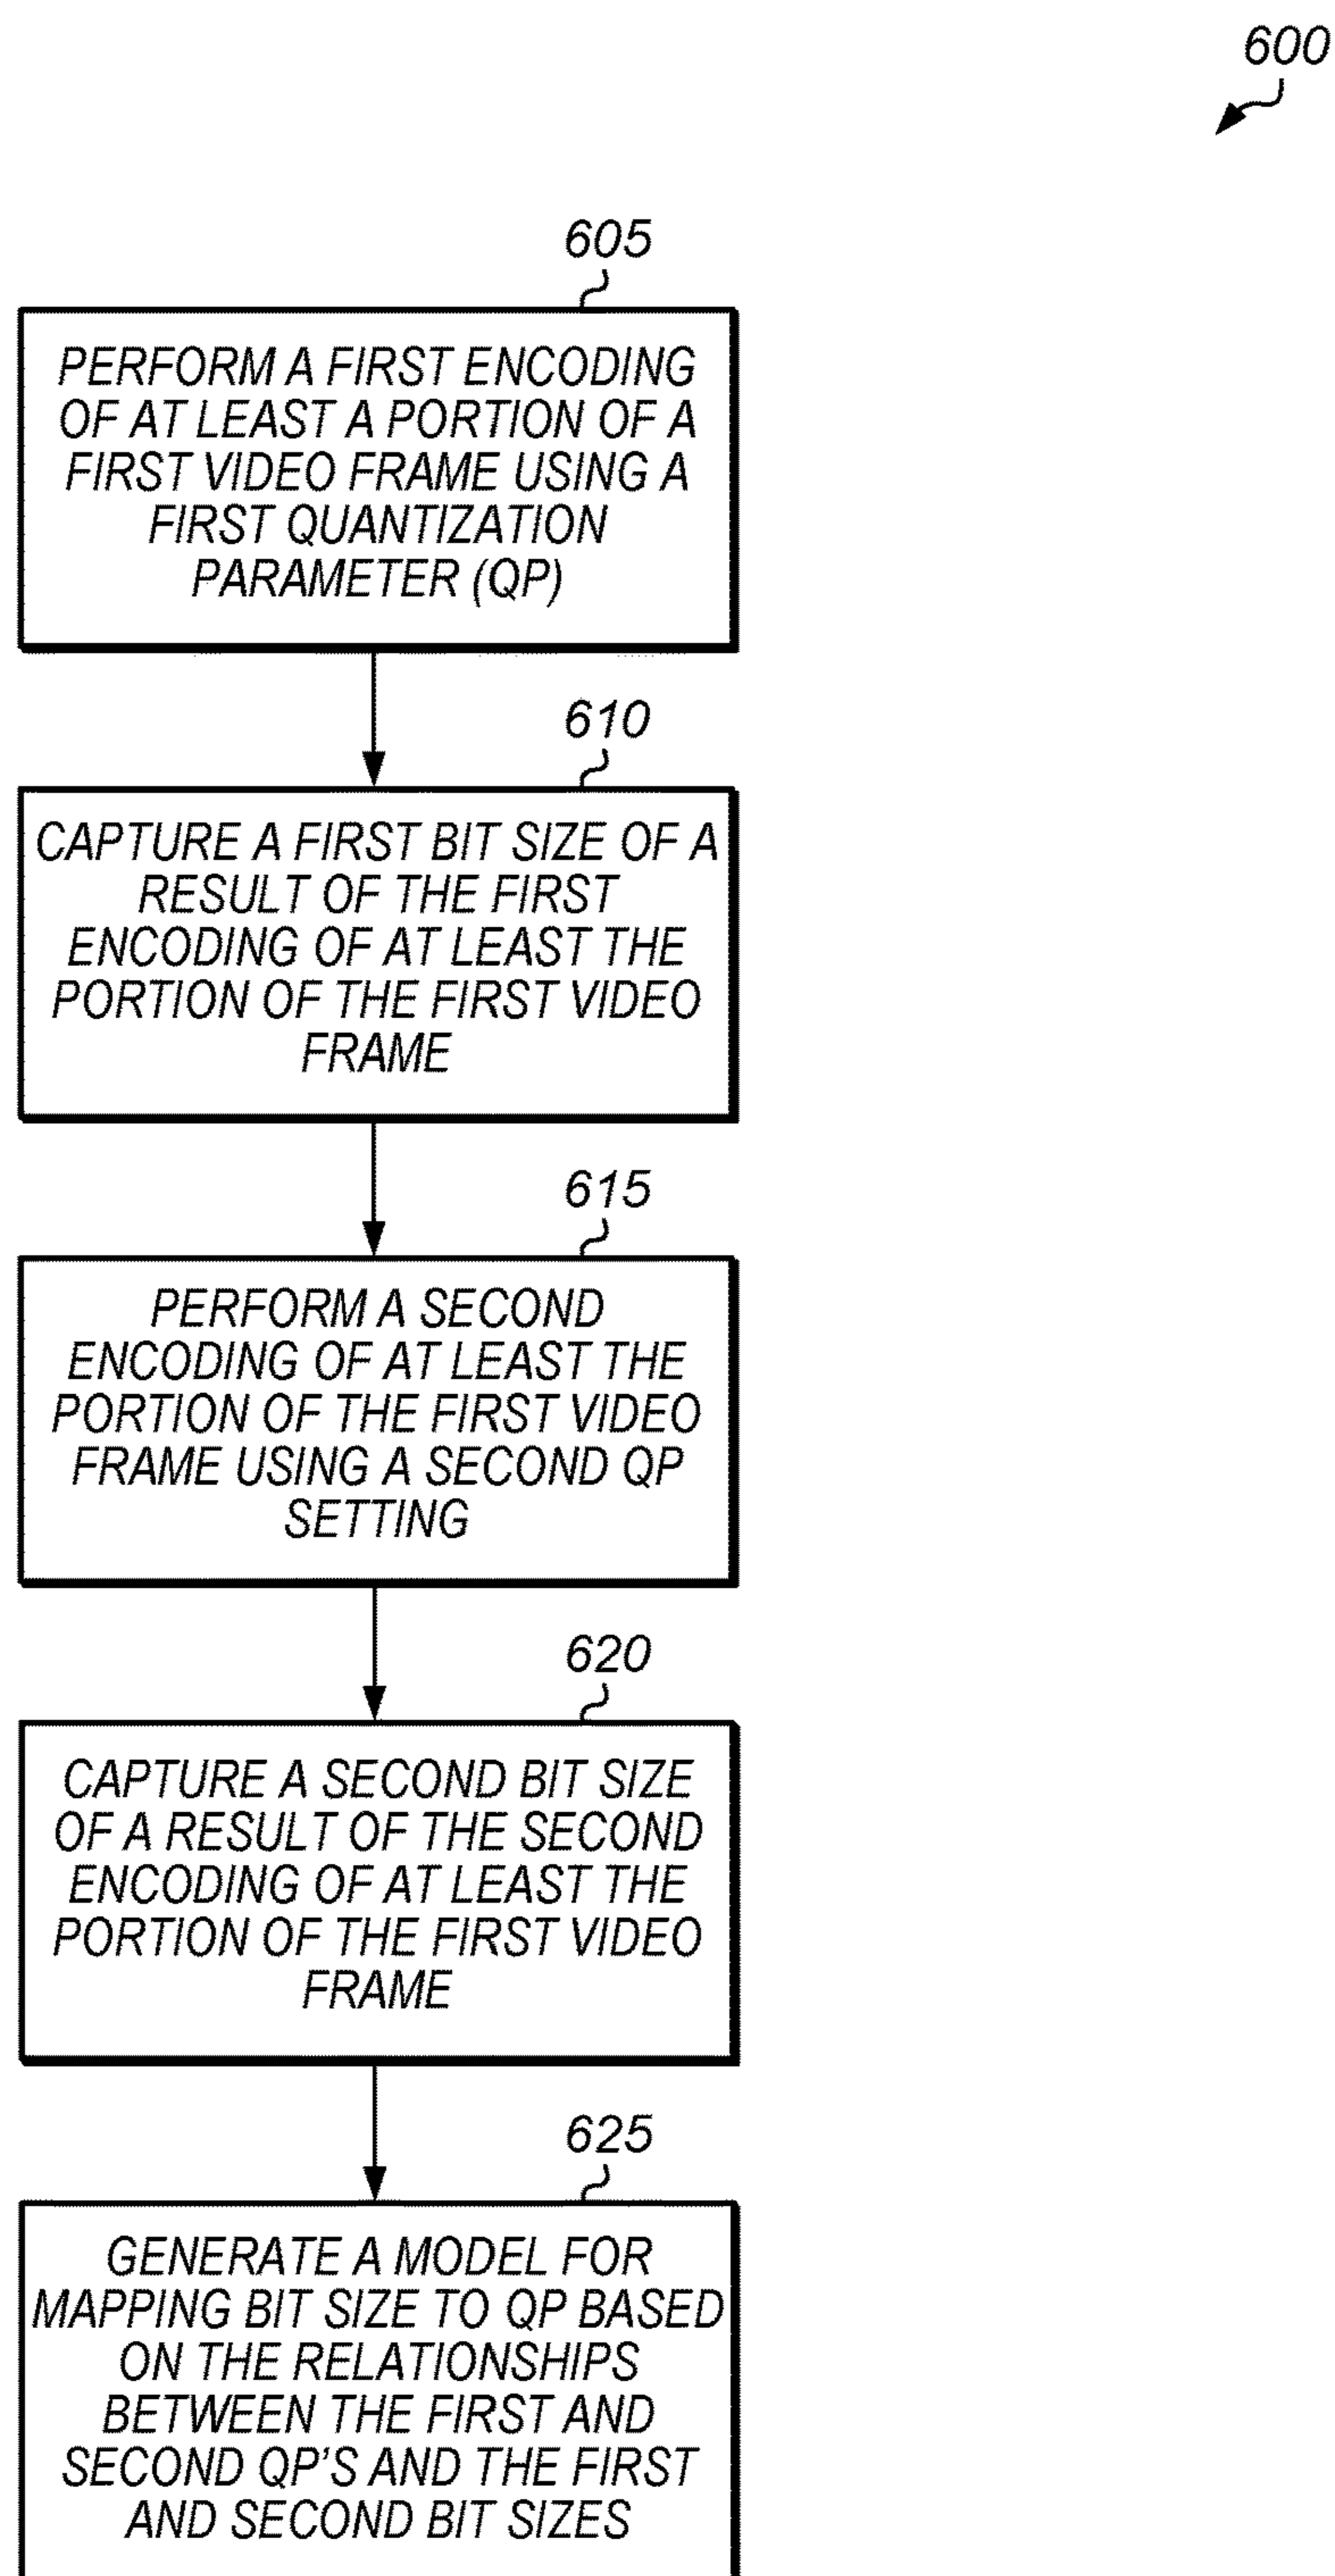 600
605
PERFORM A FIRST ENCODING
OF AT LEAST A PORTION OF A
FIRST VIDEO FRAME USING A
FIRST QUANTIZATION
PARAMETER (QP)
610
CAPTURE A FIRST BIT SIZE OF A
RESULT OF THE FIRST
ENCODING OF AT LEAST THE
PORTION OF THE FIRST VIDEO
FRAME
615
PERFORM A SECOND
ENCODING OF AT LEAST THE
PORTION OF THE FIRST VIDEO
FRAME USING A SECOND QP
SETTING
620
CAPTURE A SECOND BIT SIZE
OF A RESULT OF THE SECOND
ENCODING OF AT LEAST THE
PORTION OF THE FIRST VIDEO
FRAME
625
GENERATE A MODEL FOR
MAPPING BIT SIZE TO QP BASED
ON THE RELATIONSHIPS
BETWEEN THE FIRST AND
SECOND QP'S AND THE FIRST
AND SECOND BIT SIZES